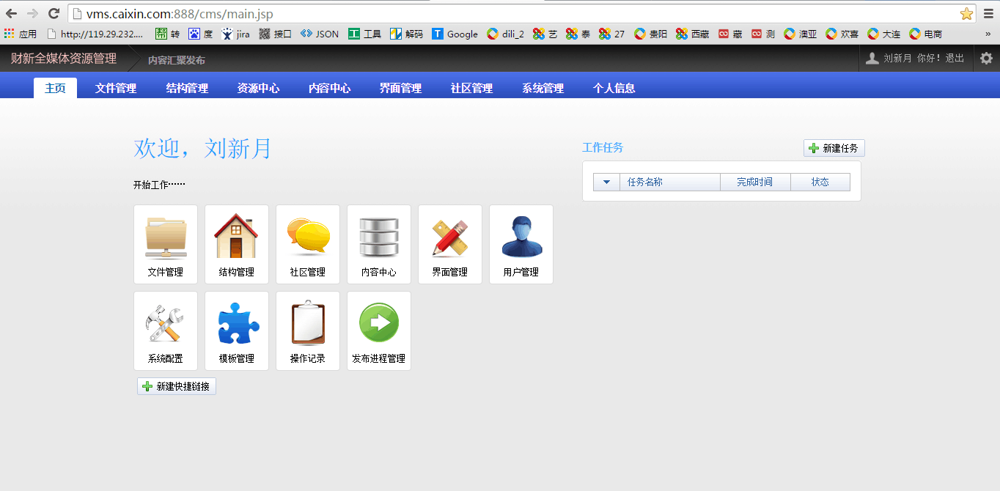 vms.caixin.com:888/cms/main.jsp
应用 http://119.29.232.... 帮 转 度 jira 接口 JSON 工 工具 解码 T Google dili_2 艺 泰 27 贵阳 西藏 藏 测 澳亚 欢喜 大连 电商 »
财新全媒体资源管理 内容汇聚发布 刘新月 你好! 退出
主页 文件管理 结构管理 资源中心 内容中心 界面管理 社区管理 系统管理 个人信息
欢迎，刘新月
开始工作······
文件管理 结构管理 社区管理 内容中心 界面管理 用户管理
系统配置 模板管理 操作记录 发布进程管理
新建快捷链接
工作任务 新建任务
任务名称 完成时间 状态